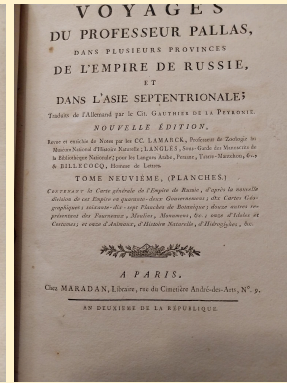 VOYAGES
DU PROFESSEUR PALLAS,
DANS PLUSIEURS PROVINCES
DE L'EMPIRE DE RUSSIE,
ET
DANS L'ASIE SEPTENTRIONALE;
Traduits de l'Allemand par le Cit. GAUTHIER DE LA PEYRONIE.
NOUVELLE ÉDITION,
Revue et enrichie de Notes par les CC. LAMARCK, Professeur de Zoologie au
Muséum National d'Histoire Naturelle; LANGLÈS, Sous-Garde des Manuscrits de
la Bibliothèque Nationale; pour les Langues Arabe, Persane, Tatare-Mantchou, &c.;
& BILLECOCQ, Homme de Lettres.
TOME NEUVIÈME, (PLANCHES.)
CONTENANT la Carte générale de l'Empire de Russie, d'après la nouvelle
division de cet Empire en quarante-deux Gouvernemens; dix Cartes Géo-
graphiques; soixante-dix-sept Planches de Botanique; douze autres re-
présentant des Fourneaux, Moulins, Monumens, &c.; onze d'Idoles et
Costumes; et onze d'Animaux, d'Histoire Naturelle, d'Hiéroglyphes, &c.
A PARIS.
Chez MARADAN, Libraire, rue du Cimetière André-des-Arts, N°. 9.
AN DEUXIÈME DE LA RÉPUBLIQUE.